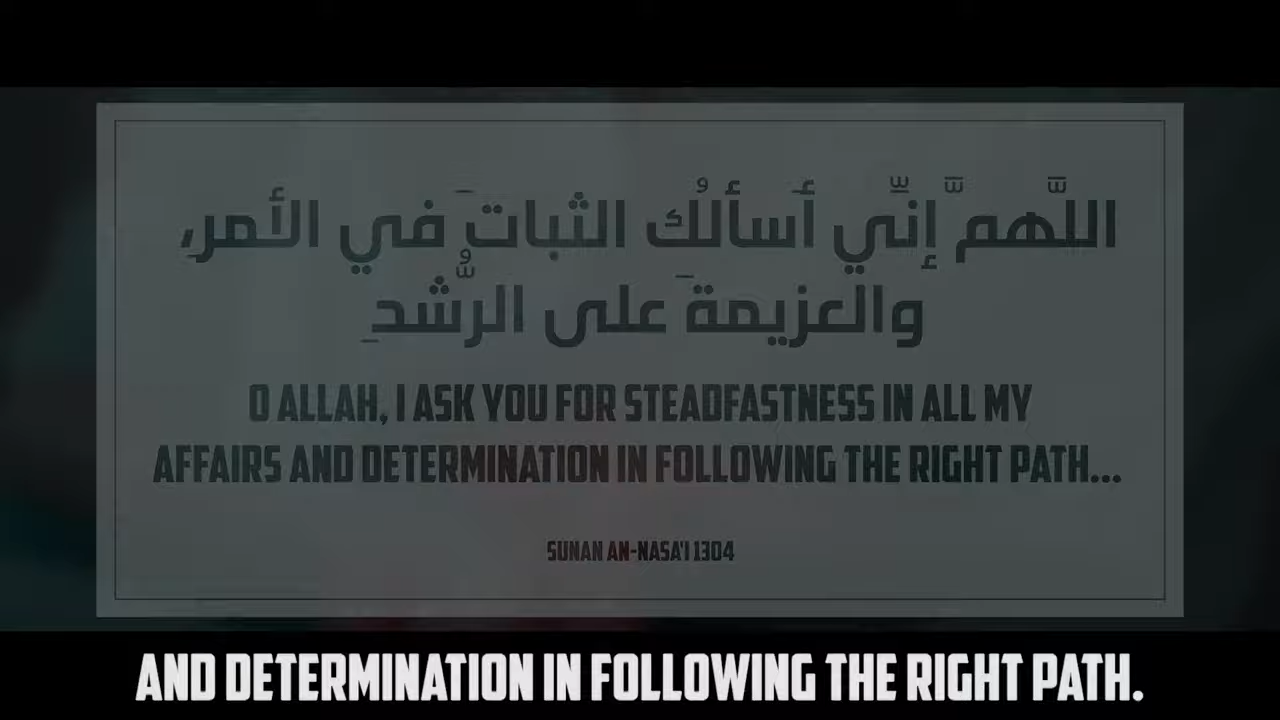 اللَّهمَّ إنِّي أسألُك الثباتَ في الأمرِ،
والعزيمةَ على الرُّشدِ
O ALLAH, I ASK YOU FOR STEADFASTNESS IN ALL MY
AFFAIRS AND DETERMINATION IN FOLLOWING THE RIGHT PATH...
SUNAN AN-NASA'I 1304
AND DETERMINATION IN FOLLOWING THE RIGHT PATH.